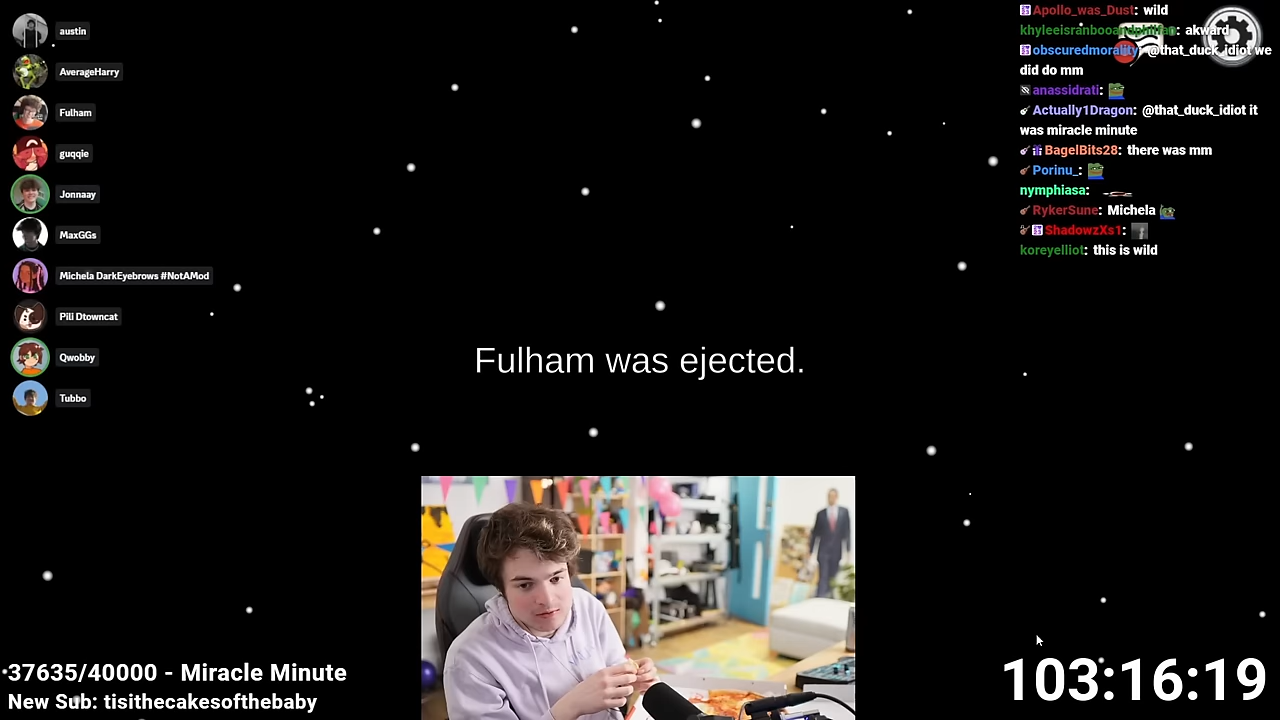 austin
AverageHarry
Fulham
guqqie
Jonnaay
MaxGGs
Michela DarkEyebrows #NotAMod
Pili Dtowncat
Qwobby
Tubbo
Apollo_was_Dust: wild
khyleeisranbooandphilfan: akward
obscuredmorality: @that_duck_idiot we
did do mm
anassidrati:
Actually1Dragon: @that_duck_idiot it
was miracle minute
BagelBits28: there was mm
Porinu_:
nymphiasa:
RykerSune: Michela
ShadowzXs1:
koreyelliot: this is wild
Fulham was ejected.
37635/40000 - Miracle Minute
New Sub: tisithecakesofthebaby
103:16:19